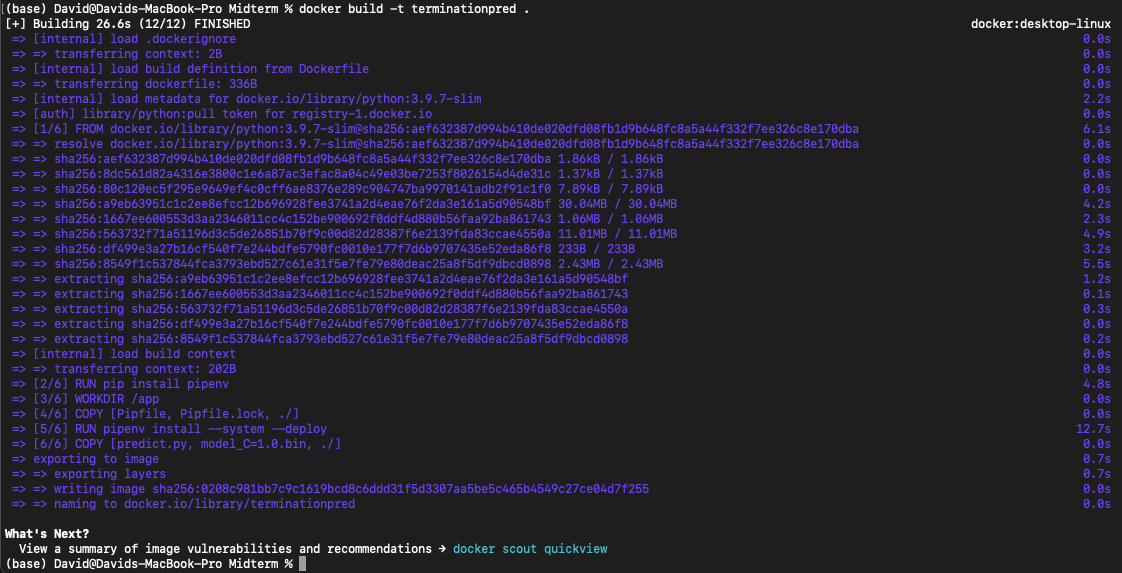 (base) David@Davids-MacBook-Pro Midterm % docker build -t terminationpred .
[+] Building 26.6s (12/12) FINISHED docker:desktop-linux
=> [internal] load .dockerignore 0.0s
=> => transferring context: 2B 0.0s
=> [internal] load build definition from Dockerfile 0.0s
=> => transferring dockerfile: 336B 0.0s
=> [internal] load metadata for docker.io/library/python:3.9.7-slim 2.2s
=> [auth] library/python:pull token for registry-1.docker.io 0.0s
=> [1/6] FROM docker.io/library/python:3.9.7-slim@sha256:aef632387d994b410de020dfd08fb1d9b648fc8a5a44f332f7ee326c8e170dba 6.1s
=> => resolve docker.io/library/python:3.9.7-slim@sha256:aef632387d994b410de020dfd08fb1d9b648fc8a5a44f332f7ee326c8e170dba 0.0s
=> => sha256:aef632387d994b410de020dfd08fb1d9b648fc8a5a44f332f7ee326c8e170dba 1.86kB / 1.86kB 0.0s
=> => sha256:8dc561d82a4316e3800c1e6a87ac3efac8a04c49e03be7253f8026154d4de31c 1.37kB / 1.37kB 0.0s
=> => sha256:80c120ec5f295e9649ef4c0cff6ae8376e289c904747ba9970141adb2f91c1f0 7.89kB / 7.89kB 0.0s
=> => sha256:a9eb63951c1c2ee8efcc12b696928fee3741a2d4eae76f2da3e161a5d90548bf 30.04MB / 30.04MB 4.2s
=> => sha256:1667ee600553d3aa2346011cc4c152be900692f0ddf4d880b56faa92ba861743 1.06MB / 1.06MB 2.3s
=> => sha256:563732f71a51196d3c5de26851b70f9c00d82d28387f6e2139fda83ccae4550a 11.01MB / 11.01MB 4.9s
=> => sha256:df499e3a27b16cf540f7e244bdfe5790fc0010e177f7d6b9707435e52eda86f8 233B / 233B 3.2s
=> => sha256:8549f1c537844fca3793ebd527c61e31f5e7fe79e80deac25a8f5df9dbcd0898 2.43MB / 2.43MB 5.5s
=> => extracting sha256:a9eb63951c1c2ee8efcc12b696928fee3741a2d4eae76f2da3e161a5d90548bf 1.2s
=> => extracting sha256:1667ee600553d3aa2346011cc4c152be900692f0ddf4d880b56faa92ba861743 0.1s
=> => extracting sha256:563732f71a51196d3c5de26851b70f9c00d82d28387f6e2139fda83ccae4550a 0.3s
=> => extracting sha256:df499e3a27b16cf540f7e244bdfe5790fc0010e177f7d6b9707435e52eda86f8 0.0s
=> => extracting sha256:8549f1c537844fca3793ebd527c61e31f5e7fe79e80deac25a8f5df9dbcd0898 0.2s
=> [internal] load build context 0.0s
=> => transferring context: 202B 0.0s
=> [2/6] RUN pip install pipenv 4.8s
=> [3/6] WORKDIR /app 0.0s
=> [4/6] COPY [Pipfile, Pipfile.lock, ./] 0.0s
=> [5/6] RUN pipenv install --system --deploy 12.7s
=> [6/6] COPY [predict.py, model_C=1.0.bin, ./] 0.0s
=> exporting to image 0.7s
=> => exporting layers 0.7s
=> => writing image sha256:0208c981bb7c9c1619bcd8c6ddd31f5d3307aa5be5c465b4549c27ce04d7f255 0.0s
=> => naming to docker.io/library/terminationpred 0.0s
What's Next?
View a summary of image vulnerabilities and recommendations → docker scout quickview
(base) David@Davids-MacBook-Pro Midterm %